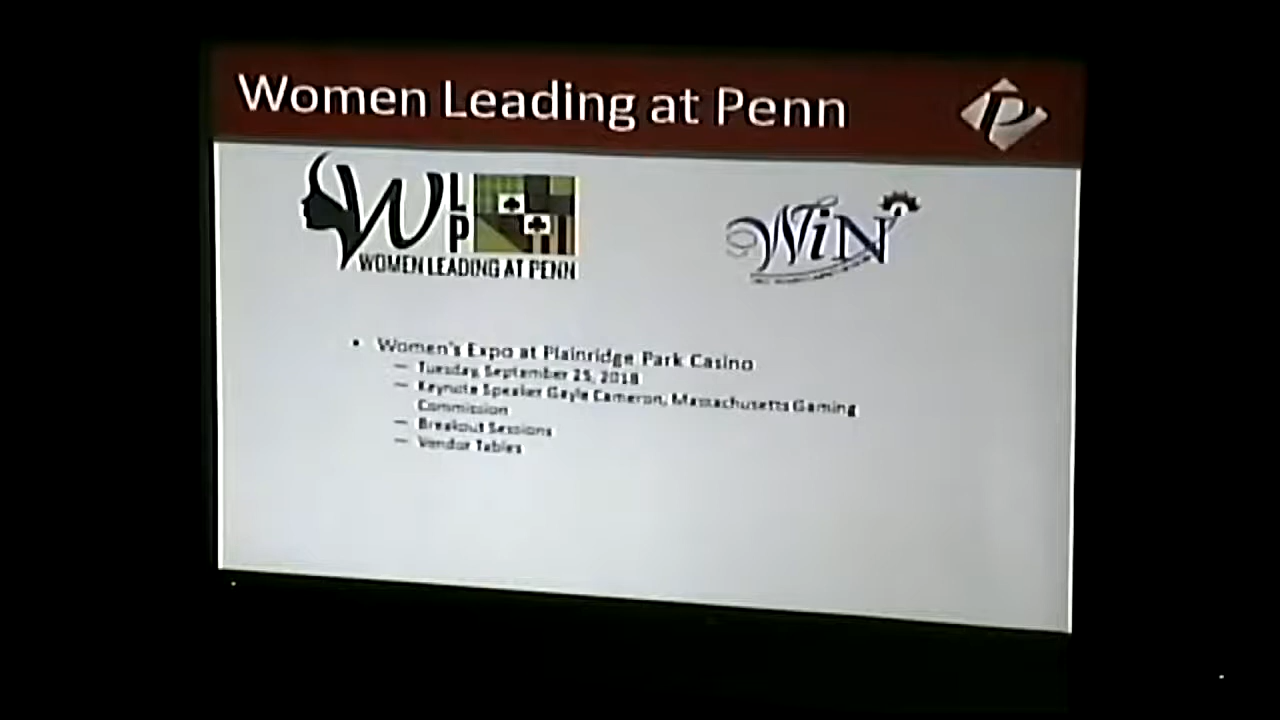 Women Leading at Penn
W L P
WOMEN LEADING AT PENN
WiN
• Women's Expo at Plainridge Park Casino
— Tuesday, September 25, 2018
— Keynote Speaker Gayle Cameron, Massachusetts Gaming
Commission
— Breakout Sessions
— Vendor Tables